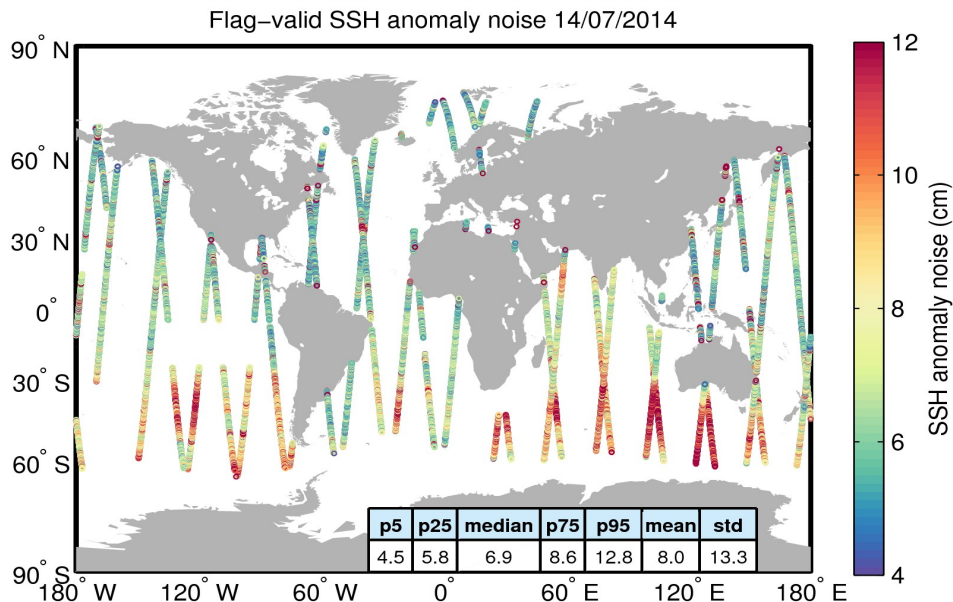 Flag−valid SSH anomaly noise 14/07/2014
90° N
60° N
30° N
0°
30° S
60° S
90° S
180° W 120° W 60° W 0° 60° E 120° E 180° E
p5 p25 median p75 p95 mean std
4.5 5.8 6.9 8.6 12.8 8.0 13.3
12
10
8
6
4
SSH anomaly noise (cm)